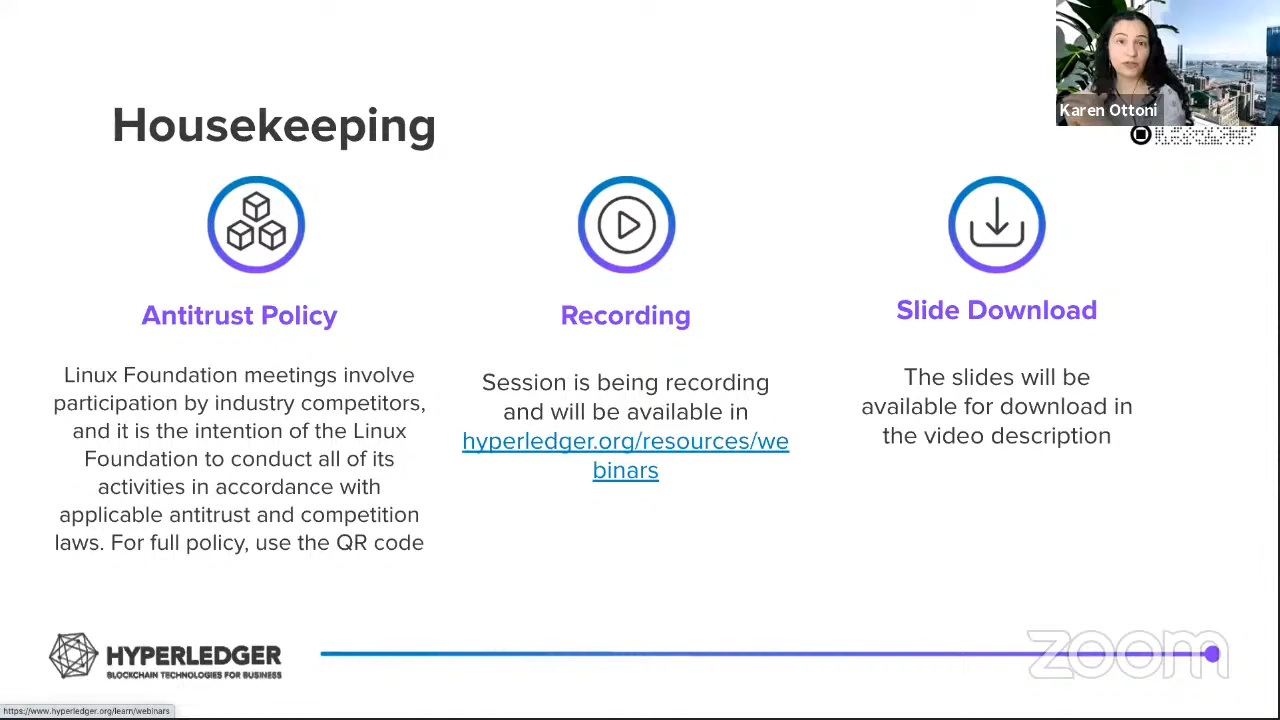 Karen Ottoni
Housekeeping
Antitrust Policy
Linux Foundation meetings involve
participation by industry competitors,
and it is the intention of the Linux
Foundation to conduct all of its
activities in accordance with
applicable antitrust and competition
laws. For full policy, use the QR code
Recording
Session is being recording
and will be available in
hyperledger.org/resources/we
binars
Slide Download
The slides will be
available for download in
the video description
HYPERLEDGER
BLOCKCHAIN TECHNOLOGIES FOR BUSINESS
zoom
https://www.hyperledger.org/learn/webinars